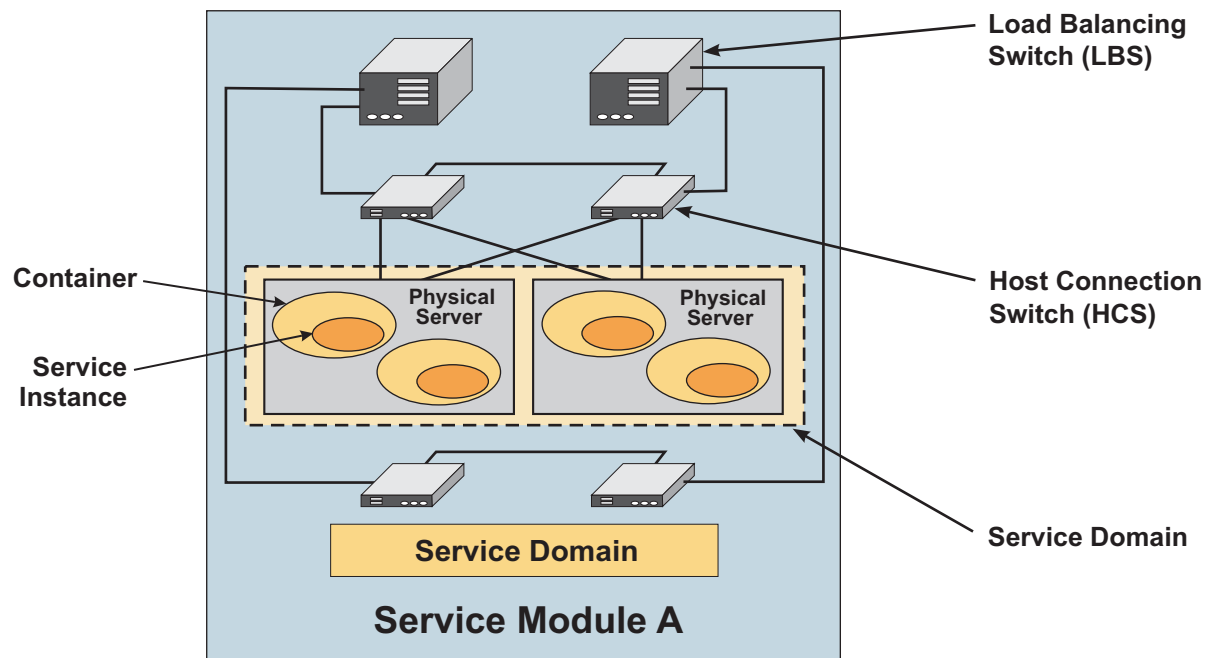 Load Balancing
Switch (LBS)
Container
Physical
Server
Physical
Server
Host Connection
Switch (HCS)
Service
Instance
Service Domain
Service Domain
Service Module A